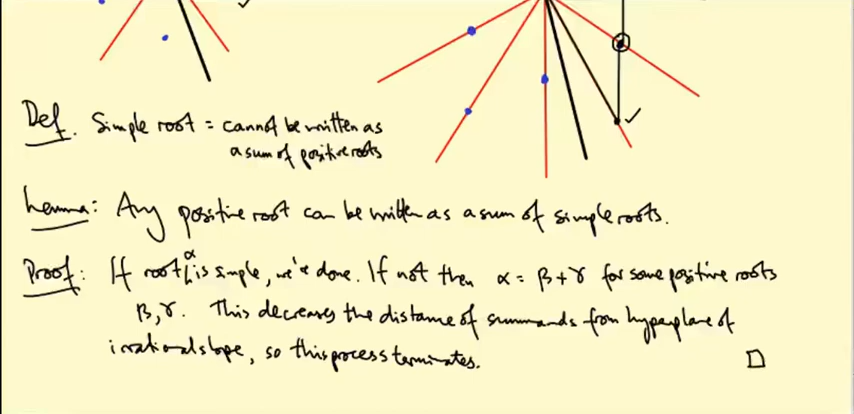 Def. Simple root = cannot be written as
a sum of positive roots
Lemma: Any positive root can be written as a sum of simple roots.
Proof: If root α is simple, we're done. If not then α = β + γ for some positive roots
β, γ. This decreases the distance of summands from hyperplane of
irrational slope, so this process terminates. □